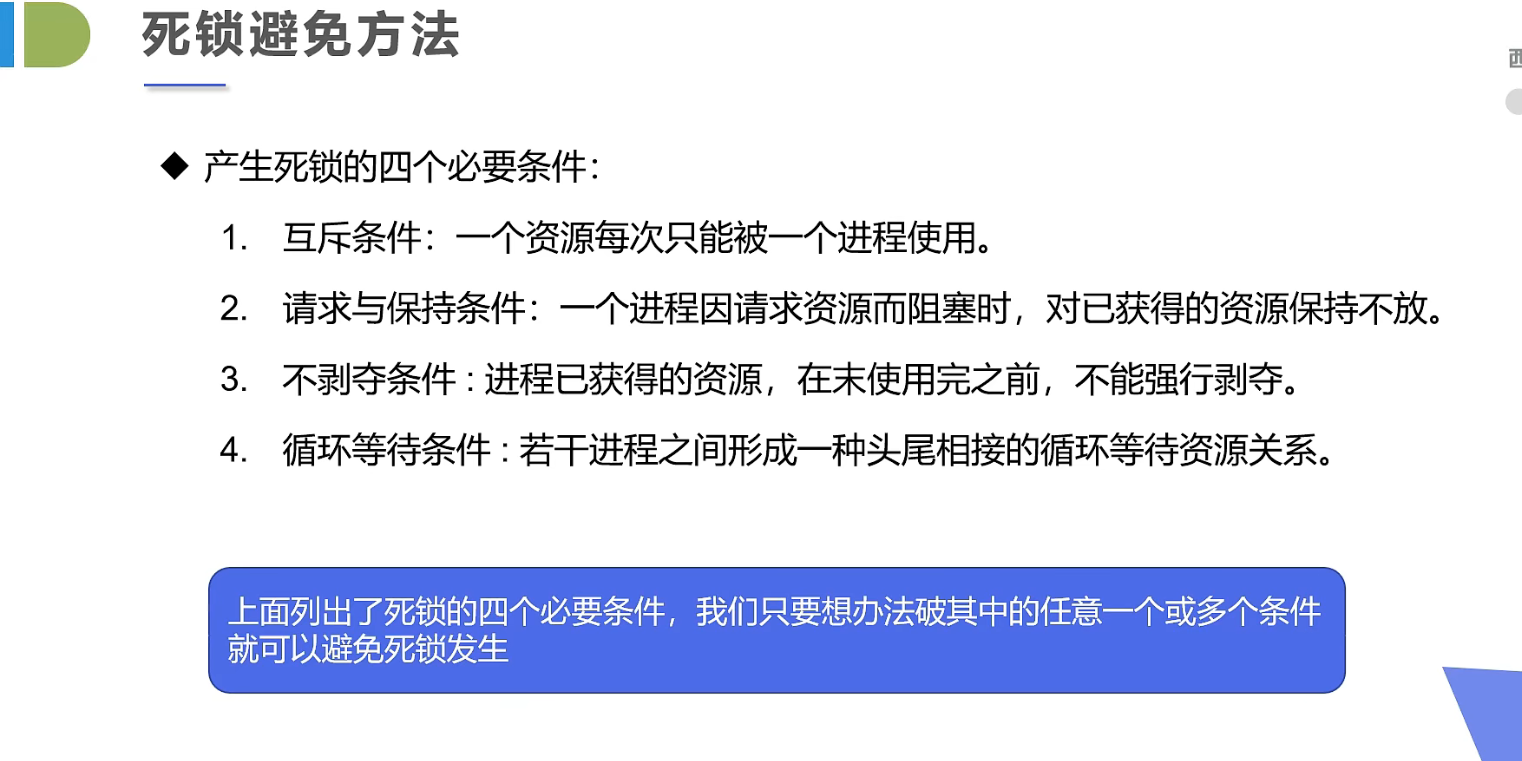 死锁避免方法
西
◆ 产生死锁的四个必要条件：
1. 互斥条件：一个资源每次只能被一个进程使用。
2. 请求与保持条件：一个进程因请求资源而阻塞时，对已获得的资源保持不放。
3. 不剥夺条件 : 进程已获得的资源，在末使用完之前，不能强行剥夺。
4. 循环等待条件 : 若干进程之间形成一种头尾相接的循环等待资源关系。
上面列出了死锁的四个必要条件，我们只要想办法破其中的任意一个或多个条件
就可以避免死锁发生